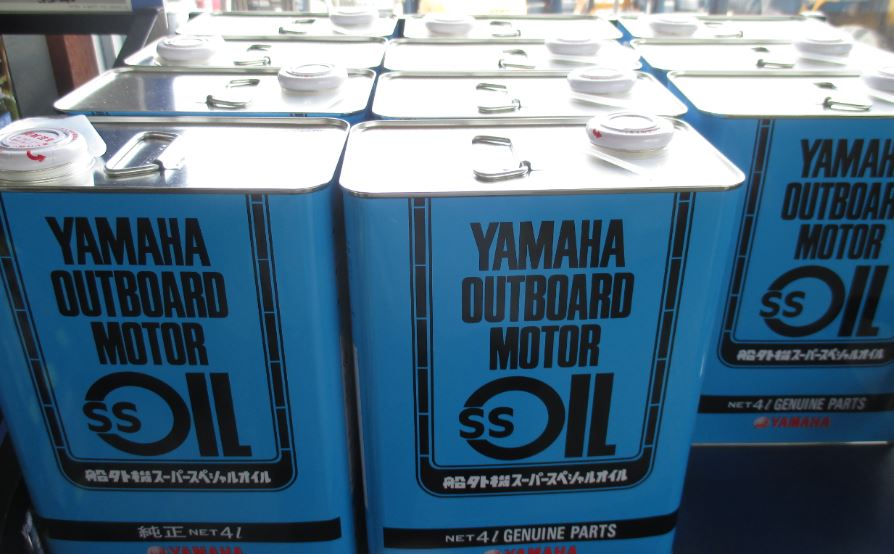 YAMAHA
OUTBOARD
MOTOR
SS OIL
船外機スーパースペシャルオイル
純正 NET 4ℓ
YAMAHA
YAMAHA
OUTBOARD
MOTOR
SS OIL
船外機スーパースペシャルオイル
NET 4ℓ GENUINE PARTS
YAMAHA
YAMAH
OUTBOAR
MOTOR
SS OIL
船外機スーパースペシャルオイル
NET 4ℓ GENUINE PARTS
YAMAHA